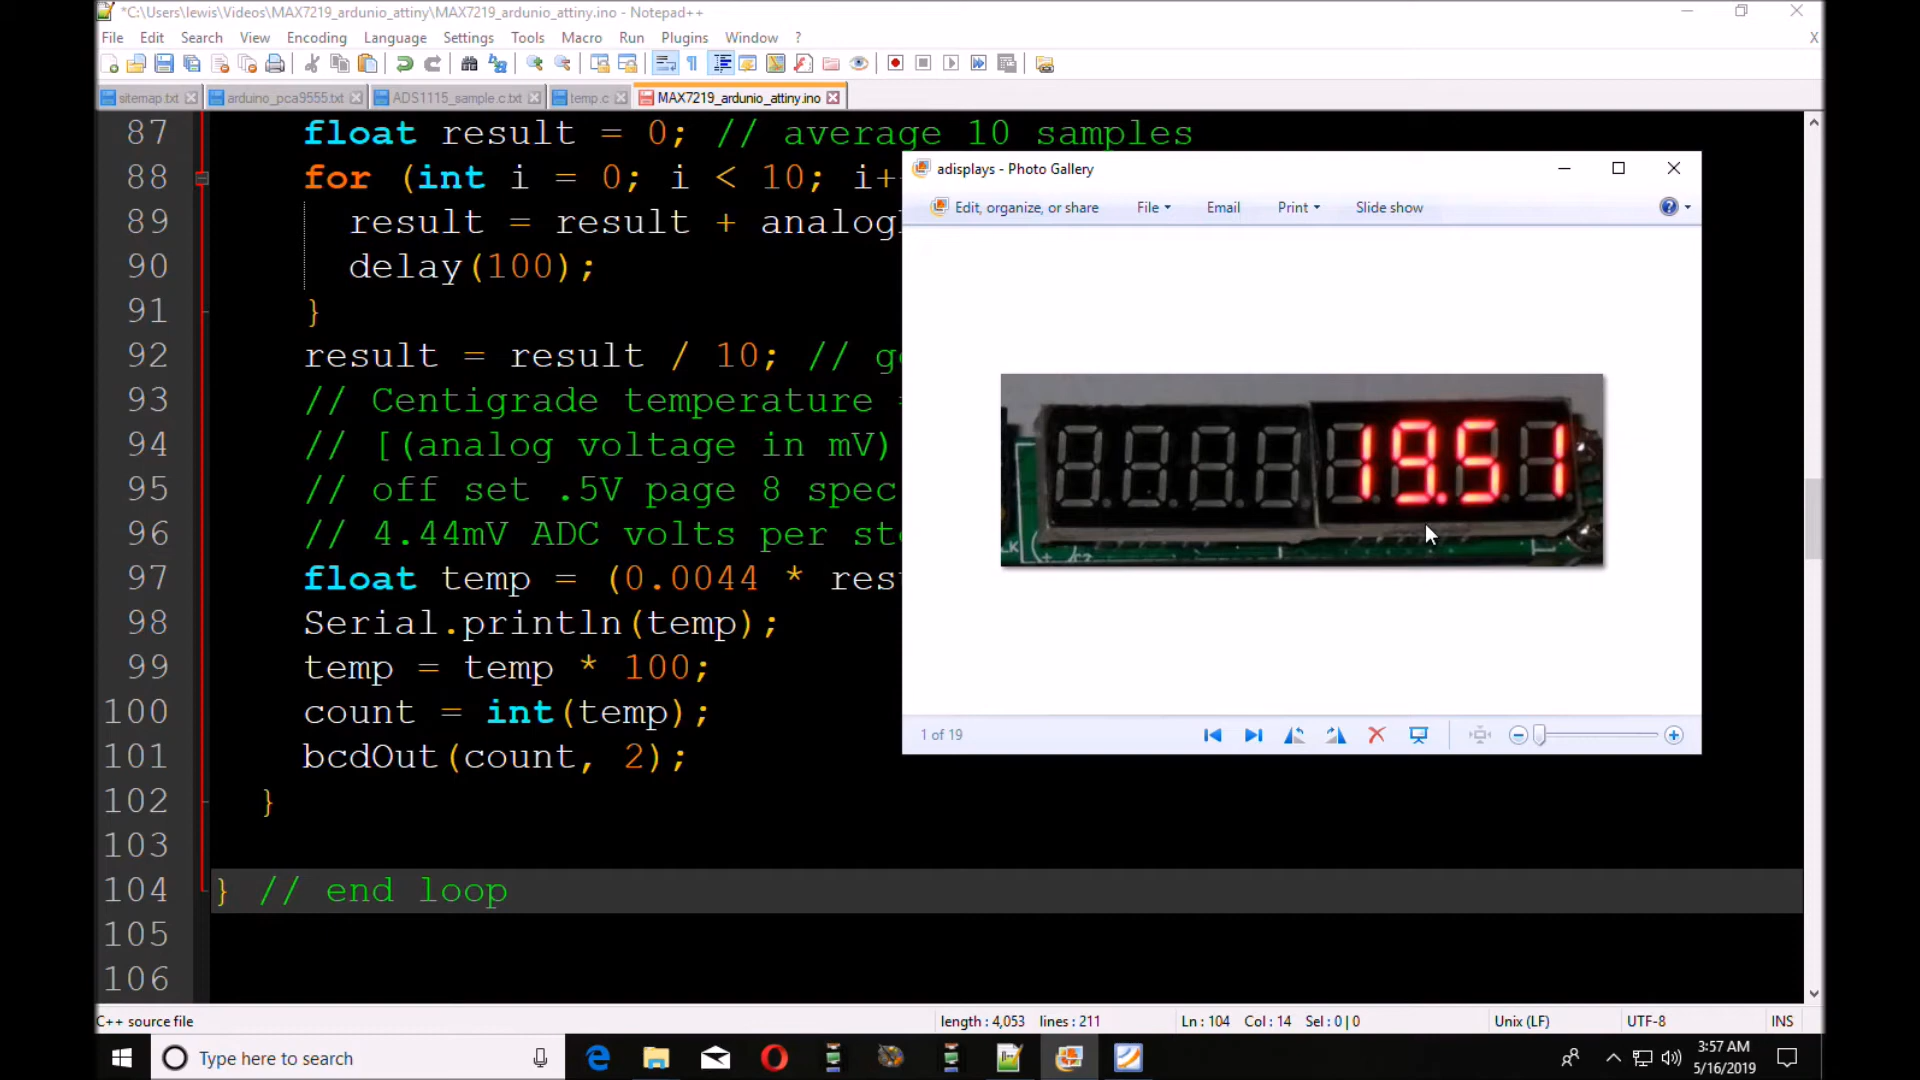 *C:\Users\lewis\Videos\MAX7219_ardunio_attiny\MAX7219_ardunio_attiny.ino - Notepad++
File Edit Search View Encoding Language Settings Tools Macro Run Plugins Window ? X
sitemap.txt arduino_pca9555.txt ADS1115_sample.c.txt temp.c MAX7219_ardunio_attiny.ino
87 float result = 0; // average 10 samples
88 for (int i = 0; i < 10; i+
89 result = result + analog
90 delay(100);
91 }
92 result = result / 10; // g
93 // Centigrade temperature =
94 // [(analog voltage in mV)
95 // off set .5V page 8 spec
96 // 4.44mV ADC volts per st
97 float temp = (0.0044 * res
98 Serial.println(temp);
99 temp = temp * 100;
100 count = int(temp);
101 bcdOut(count, 2);
102 }
103
104 } // end loop
105
106
adisplays - Photo Gallery
Edit, organize, or share File Email Print Slide show
19.51
1 of 19
C++ source file length : 4,053 lines : 211 Ln : 104 Col : 14 Sel : 0 | 0 Unix (LF) UTF-8 INS
Type here to search
3:57 AM
5/16/2019